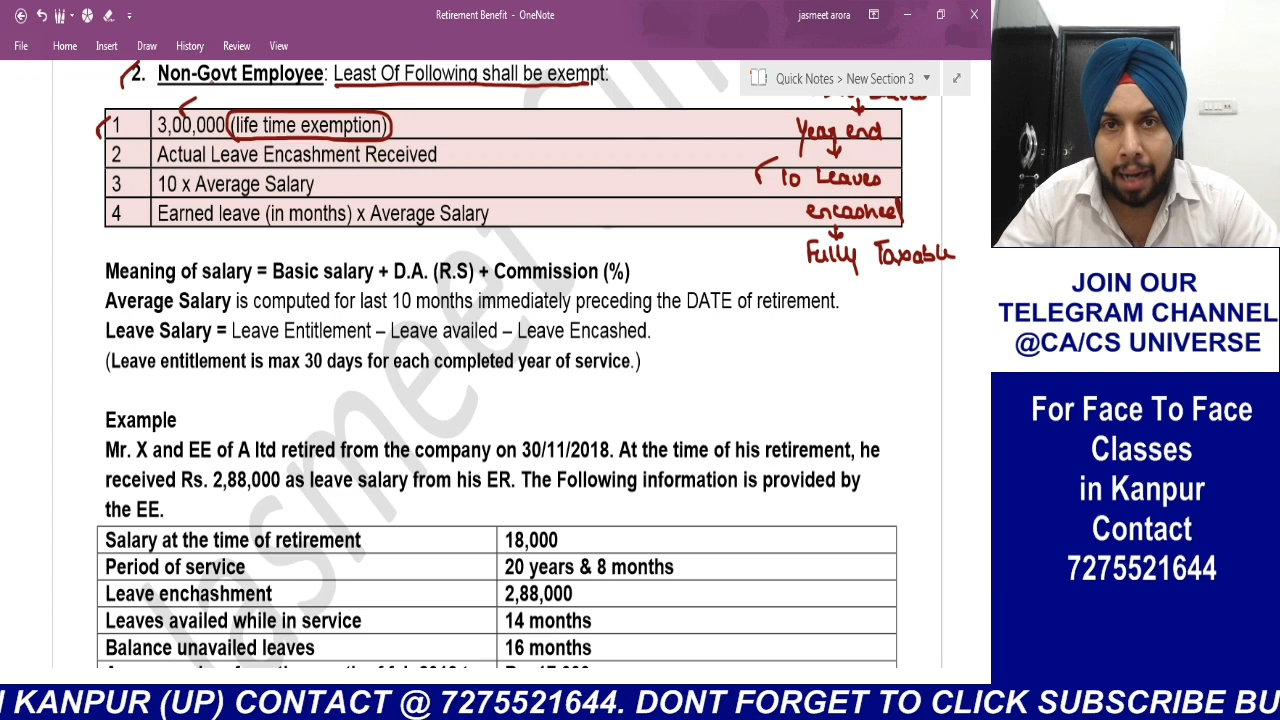 Retirement Benefit - OneNote
jasmeet arora
File Home Insert Draw History Review View
2. Non-Govt Employee: Least Of Following shall be exempt:
Quick Notes > New Section 3
1 3,00,000 (life time exemption)
Year end
2 Actual Leave Encashment Received
3 10 x Average Salary
10 Leaves
4 Earned leave (in months) x Average Salary
encashed
Fully Taxable
Meaning of salary = Basic salary + D.A. (R.S) + Commission (%)
Average Salary is computed for last 10 months immediately preceding the DATE of retirement.
Leave Salary = Leave Entitlement – Leave availed – Leave Encashed.
(Leave entitlement is max 30 days for each completed year of service.)
Example
Mr. X and EE of A ltd retired from the company on 30/11/2018. At the time of his retirement, he
received Rs. 2,88,000 as leave salary from his ER. The Following information is provided by
the EE.
Salary at the time of retirement 18,000
Period of service 20 years & 8 months
Leave enchashment 2,88,000
Leaves availed while in service 14 months
Balance unavailed leaves 16 months
Jasmeet
JOIN OUR
TELEGRAM CHANNEL
@CA/CS UNIVERSE
For Face To Face
Classes
in Kanpur
Contact
7275521644
N KANPUR (UP) CONTACT @ 7275521644. DONT FORGET TO CLICK SUBSCRIBE BU